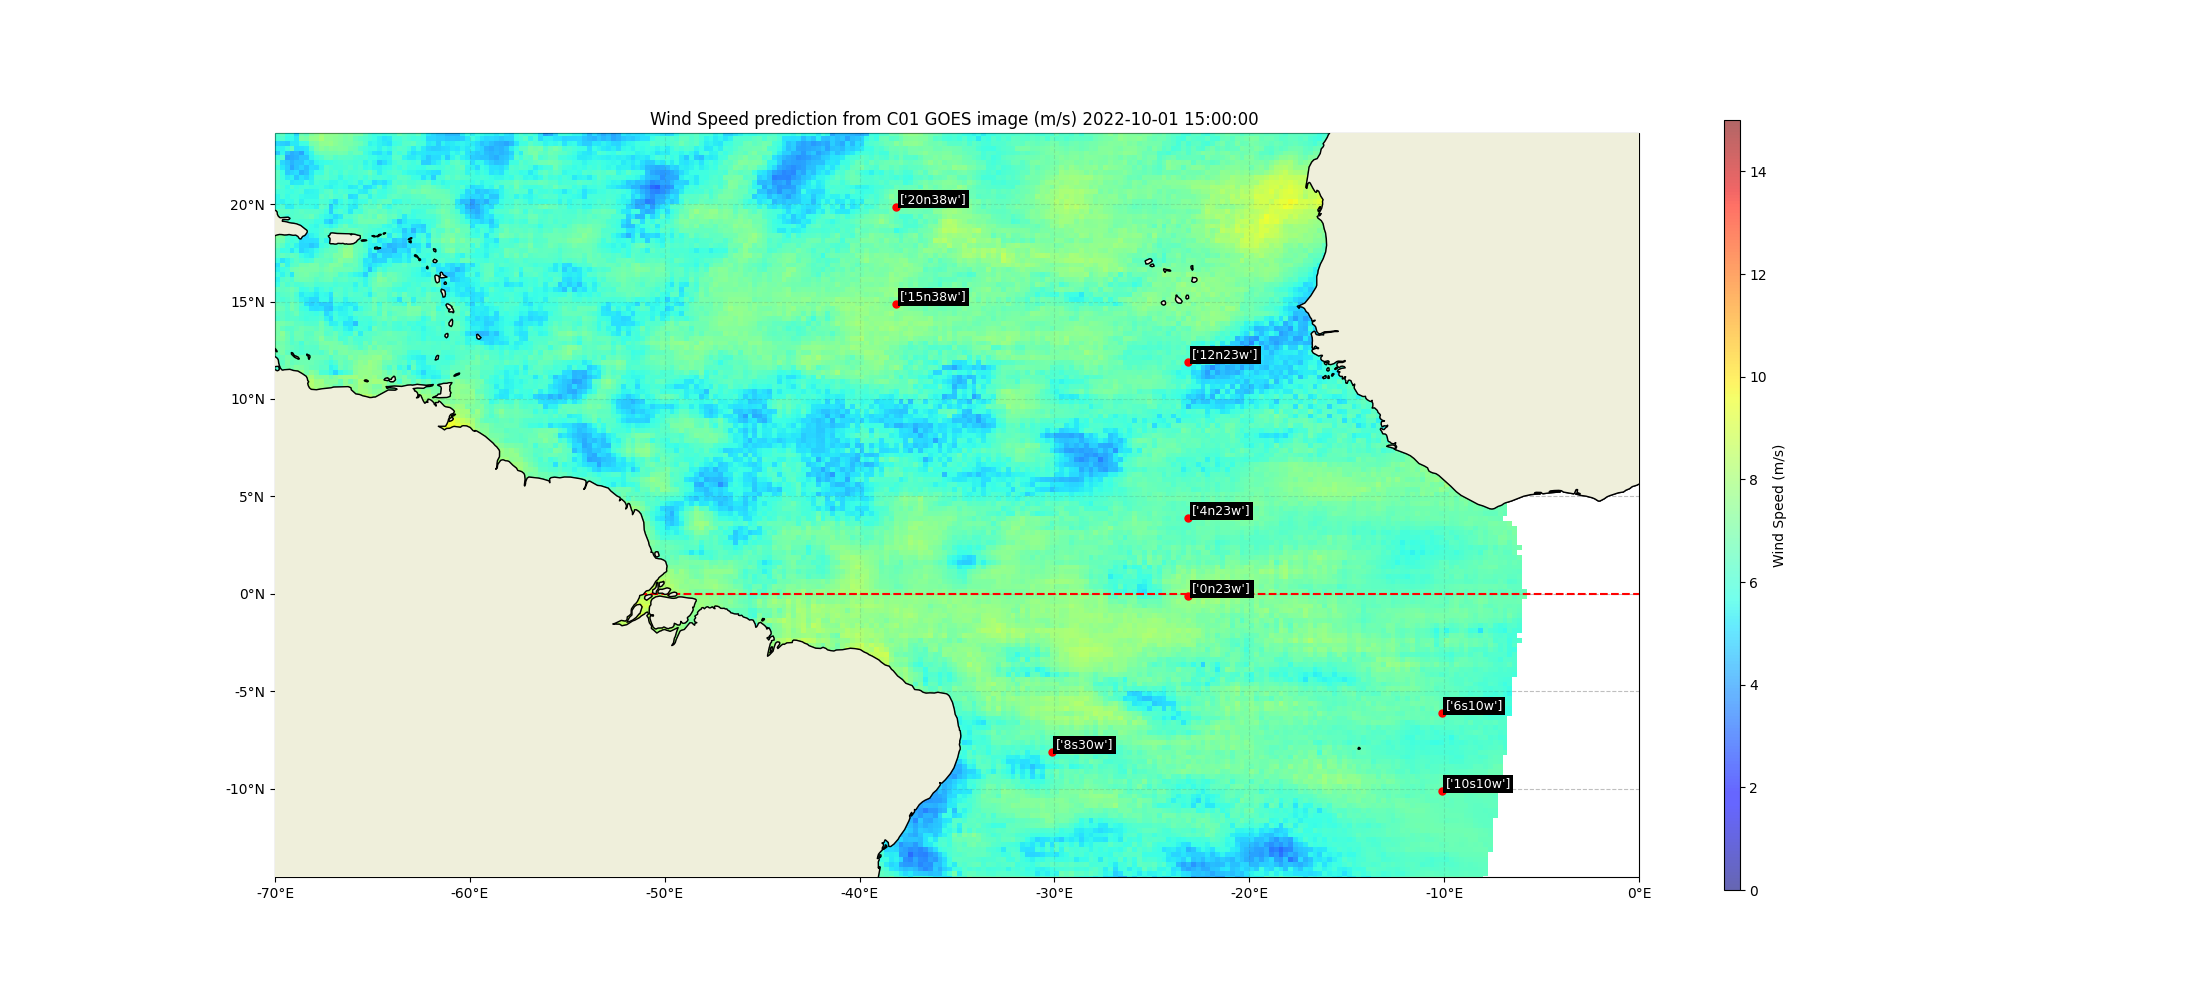 Wind Speed prediction from C01 GOES image (m/s) 2022-10-01 15:00:00
20°N
15°N
10°N
5°N
0°N
-5°N
-10°N
-70°E
-60°E
-50°E
-40°E
-30°E
-20°E
-10°E
0°E
['20n38w']
['15n38w']
['12n23w']
['4n23w']
['0n23w']
['6s10w']
['8s30w']
['10s10w']
14
12
10
8
6
4
2
0
Wind Speed (m/s)